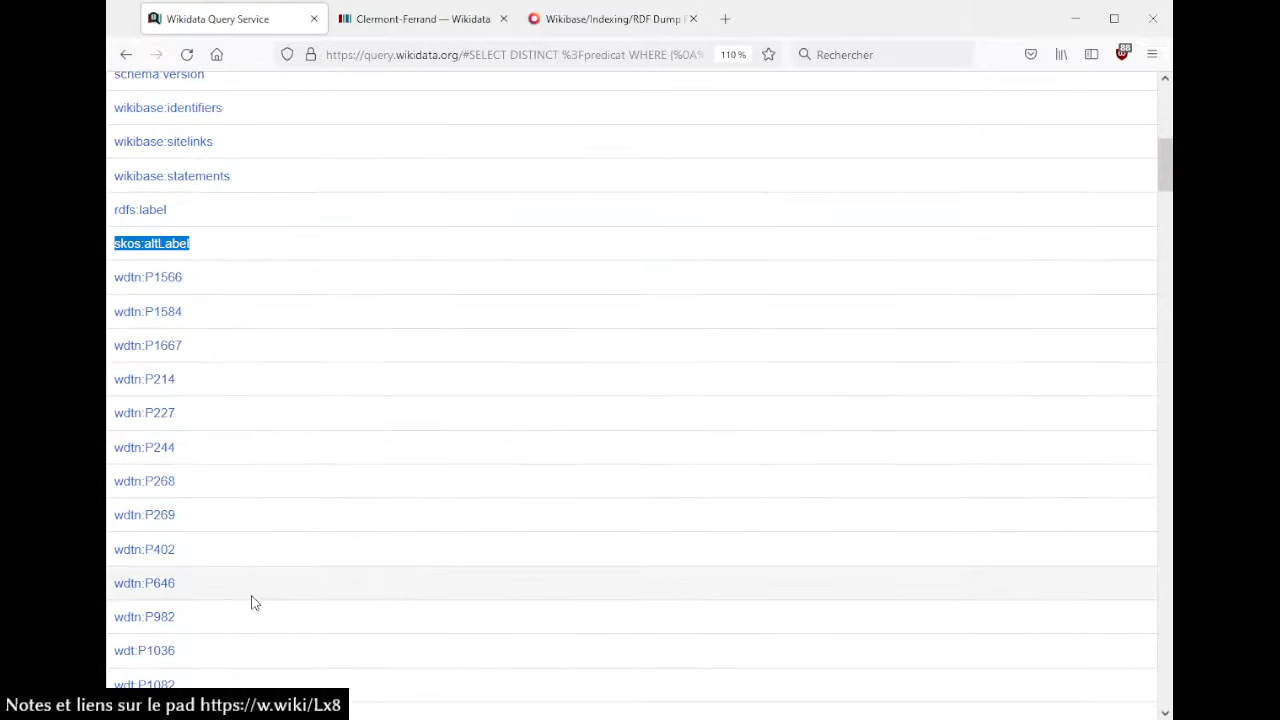 Wikidata Query Service
Clermont-Ferrand — Wikidata
Wikibase/Indexing/RDF Dump
https://query.wikidata.org/#SELECT DISTINCT %3Fpredicat WHERE {%0A%
110 %
Rechercher
88
schema:version
wikibase:identifiers
wikibase:sitelinks
wikibase:statements
rdfs:label
skos:altLabel
wdtn:P1566
wdtn:P1584
wdtn:P1667
wdtn:P214
wdtn:P227
wdtn:P244
wdtn:P268
wdtn:P269
wdtn:P402
wdtn:P646
wdtn:P982
wdt:P1036
wdt:P1082
Notes et liens sur le pad https://w.wiki/Lx8